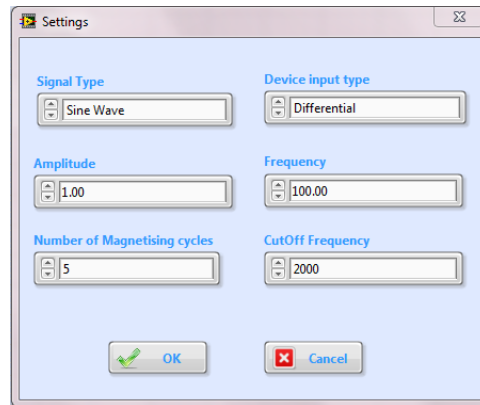 Settings
Signal Type
Device input type
Sine Wave
Differential
Amplitude
Frequency
1.00
100.00
Number of Magnetising cycles
CutOff Frequency
5
2000
OK
Cancel